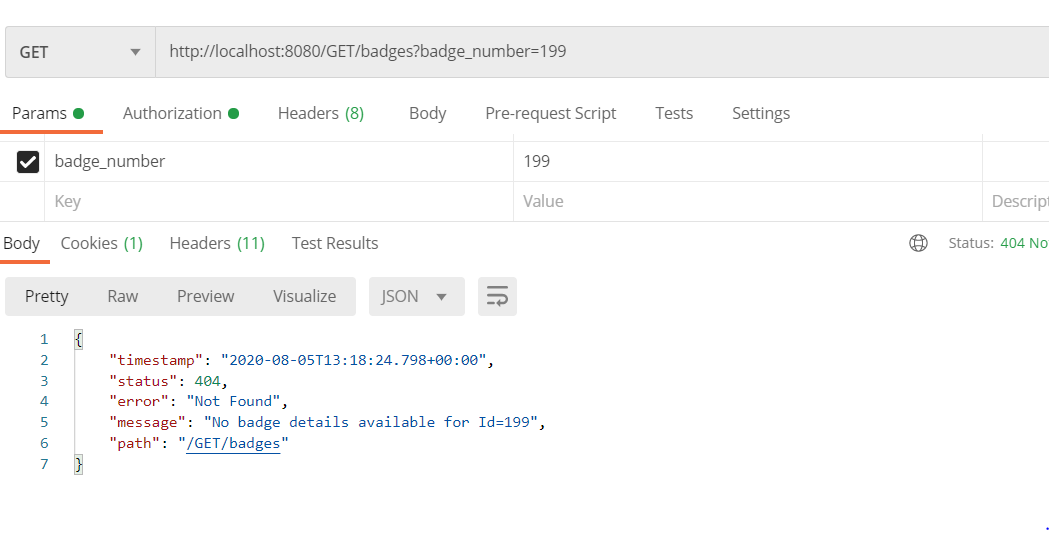 GET http://localhost:8080/GET/badges?badge_number=199
Params Authorization Headers (8) Body Pre-request Script Tests Settings
badge_number 199
Key Value Descript
Body Cookies (1) Headers (11) Test Results Status: 404 No
Pretty Raw Preview Visualize JSON
1 {
2 "timestamp": "2020-08-05T13:18:24.798+00:00",
3 "status": 404,
4 "error": "Not Found",
5 "message": "No badge details available for Id=199",
6 "path": "/GET/badges"
7 }